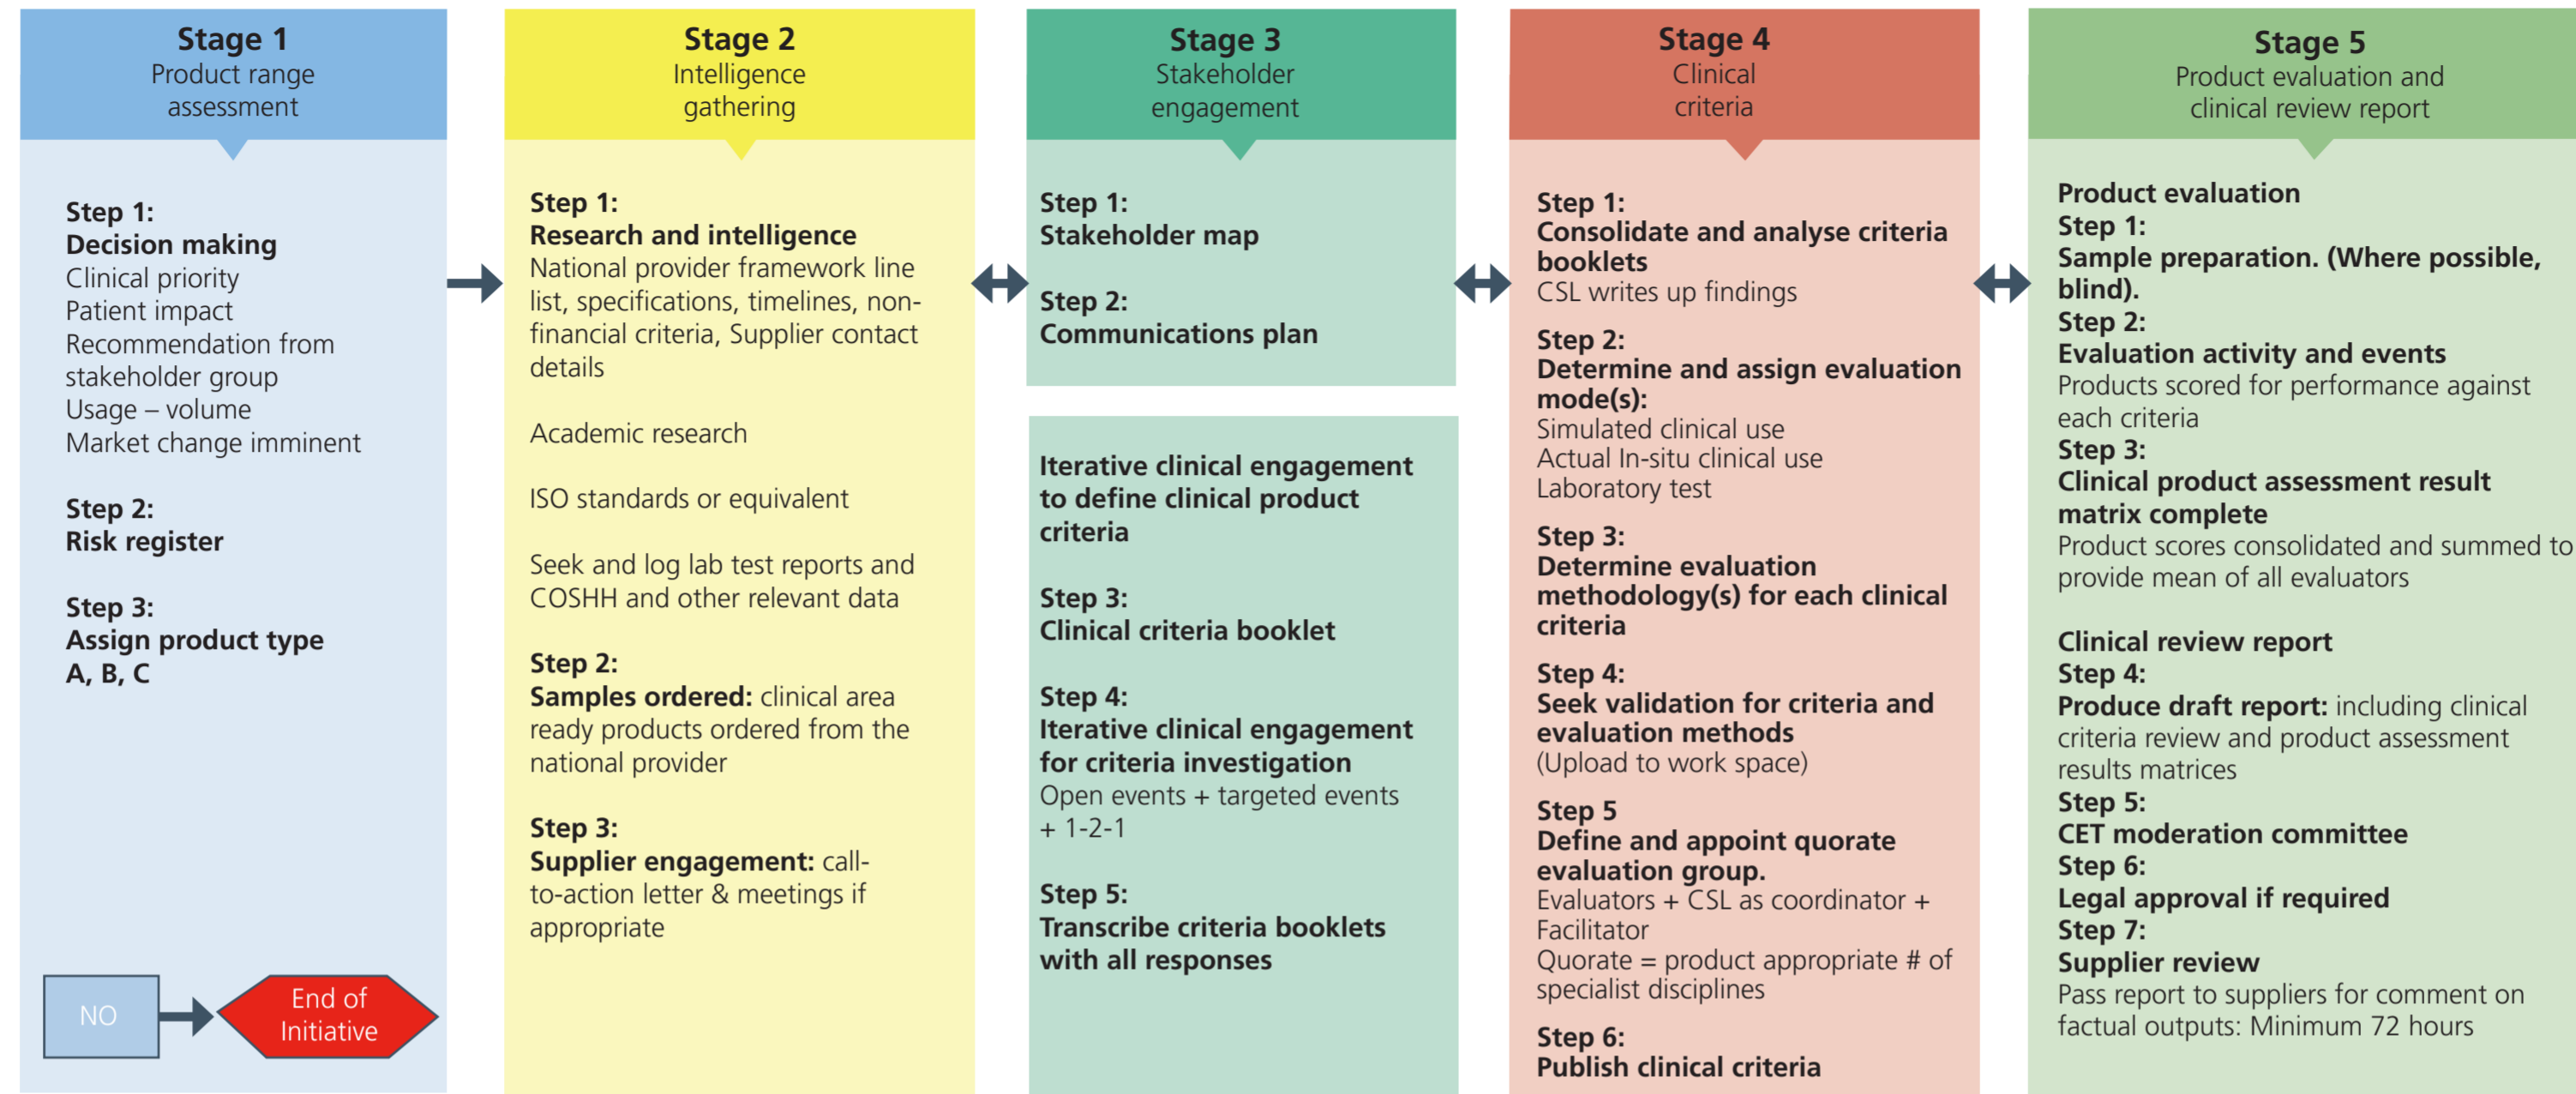 Stage 1
Product range
assessment
Step 1:
Decision making
Clinical priority
Patient impact
Recommendation from
stakeholder group
Usage – volume
Market change imminent
Step 2:
Risk register
Step 3:
Assign product type
A, B, C
NO
End of
Initiative
Stage 2
Intelligence
gathering
Step 1:
Research and intelligence
National provider framework line
list, specifications, timelines, non-
financial criteria, Supplier contact
details
Academic research
ISO standards or equivalent
Seek and log lab test reports and
COSHH and other relevant data
Step 2:
Samples ordered: clinical area
ready products ordered from the
national provider
Step 3:
Supplier engagement: call-
to-action letter & meetings if
appropriate
Stage 3
Stakeholder
engagement
Step 1:
Stakeholder map
Step 2:
Communications plan
Iterative clinical engagement
to define clinical product
criteria
Step 3:
Clinical criteria booklet
Step 4:
Iterative clinical engagement
for criteria investigation
Open events + targeted events
+ 1-2-1
Step 5:
Transcribe criteria booklets
with all responses
Stage 4
Clinical
criteria
Step 1:
Consolidate and analyse criteria
booklets
CSL writes up findings
Step 2:
Determine and assign evaluation
mode(s):
Simulated clinical use
Actual In-situ clinical use
Laboratory test
Step 3:
Determine evaluation
methodology(s) for each clinical
criteria
Step 4:
Seek validation for criteria and
evaluation methods
(Upload to work space)
Step 5
Define and appoint quorate
evaluation group.
Evaluators + CSL as coordinator +
Facilitator
Quorate = product appropriate # of
specialist disciplines
Step 6:
Publish clinical criteria
Stage 5
Product evaluation and
clinical review report
Product evaluation
Step 1:
Sample preparation. (Where possible,
blind).
Step 2:
Evaluation activity and events
Products scored for performance against
each criteria
Step 3:
Clinical product assessment result
matrix complete
Product scores consolidated and summed to
provide mean of all evaluators
Clinical review report
Step 4:
Produce draft report: including clinical
criteria review and product assessment
results matrices
Step 5:
CET moderation committee
Step 6:
Legal approval if required
Step 7:
Supplier review
Pass report to suppliers for comment on
factual outputs: Minimum 72 hours